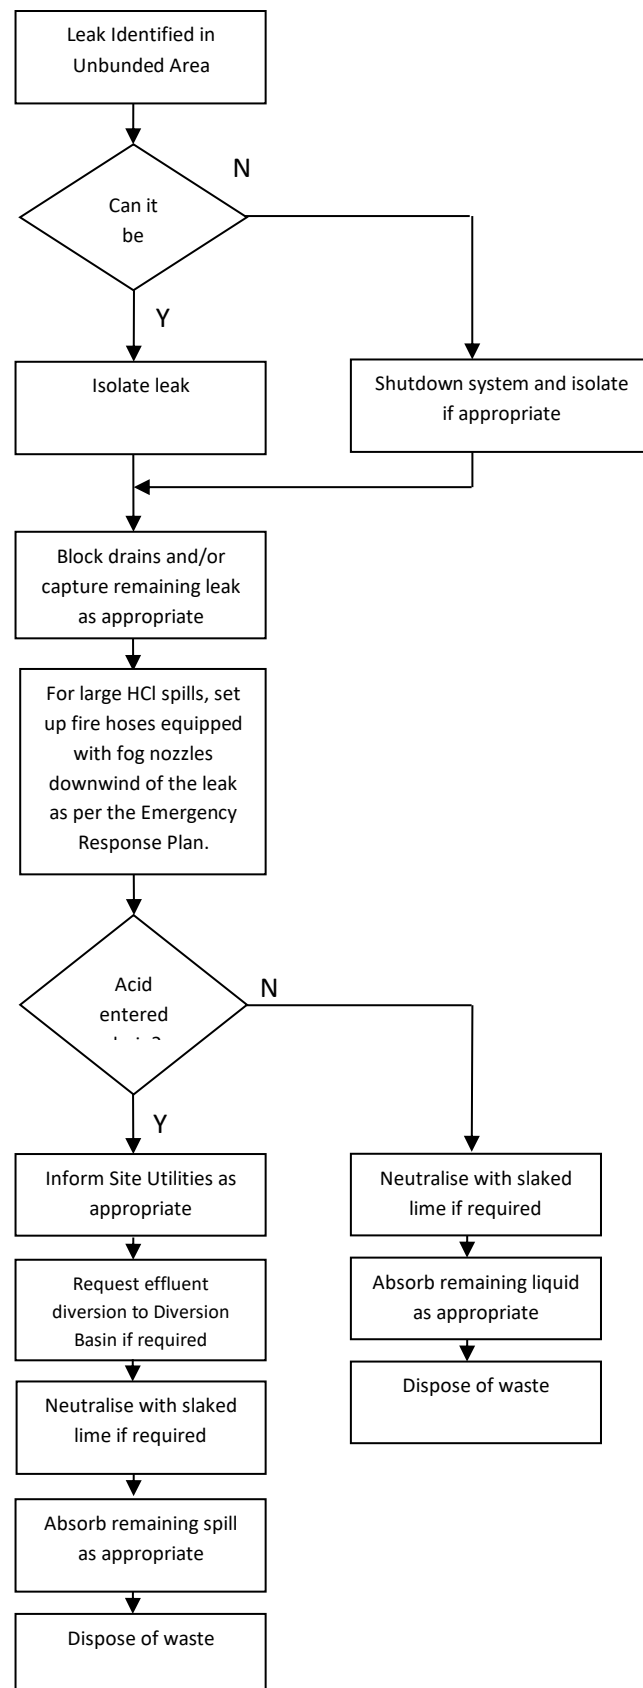 Leak Identified in
Unbunded Area
Can it
be
N
Y
Isolate leak
Shutdown system and isolate
if appropriate
Block drains and/or
capture remaining leak
as appropriate
For large HCl spills, set
up fire hoses equipped
with fog nozzles
downwind of the leak
as per the Emergency
Response Plan.
Acid
entered
N
Y
Inform Site Utilities as
appropriate
Request effluent
diversion to Diversion
Basin if required
Neutralise with slaked
lime if required
Absorb remaining spill
as appropriate
Dispose of waste
Neutralise with slaked
lime if required
Absorb remaining liquid
as appropriate
Dispose of waste